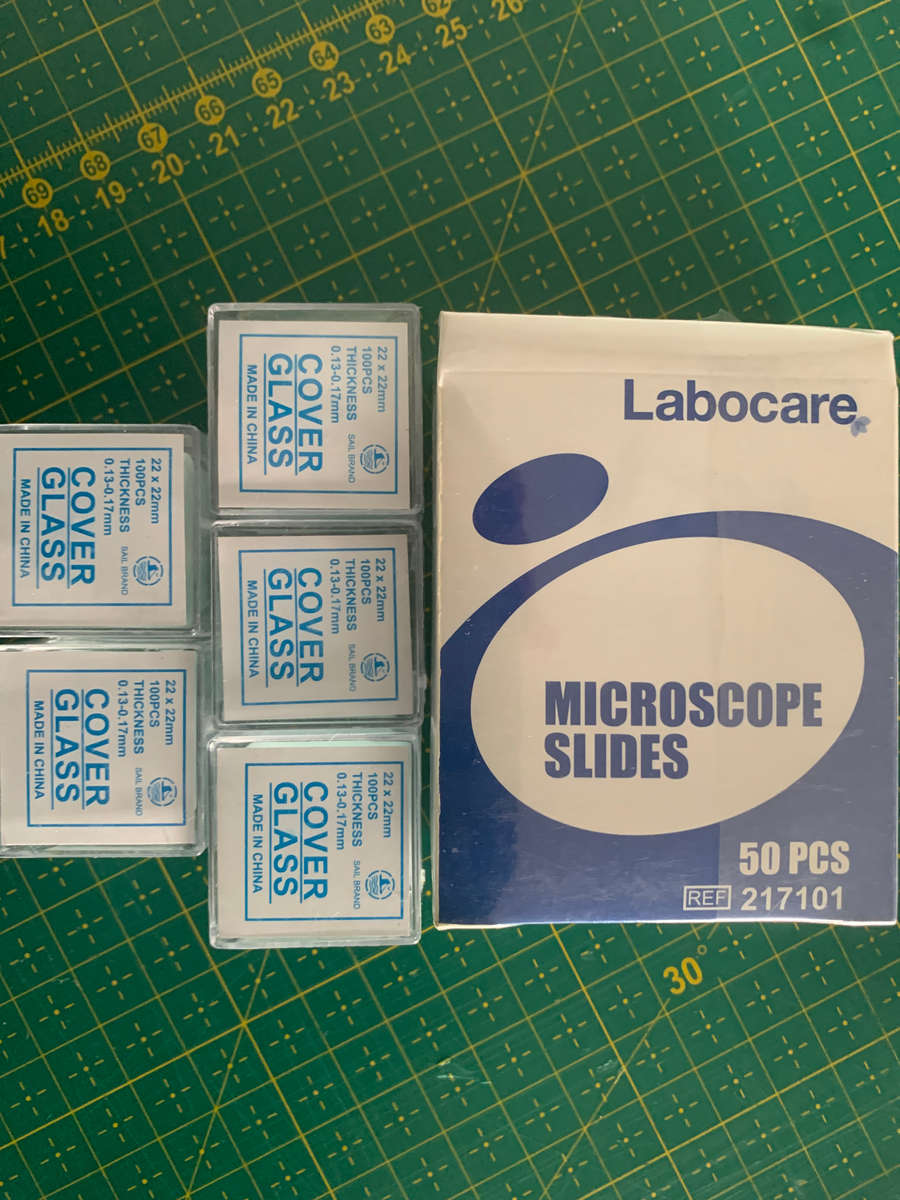 69 68 67 66 65 64 63 62
18 19 20 21 22 23 24 25 26
22 x 22mm
100PCS
THICKNESS
0.13-0.17mm
SAIL BRAND
COVER
GLASS
MADE IN CHINA
22 x 22mm
100PCS
THICKNESS
0.13-0.17mm
SAIL BRAND
COVER
GLASS
MADE IN CHINA
22 x 22mm
100PCS
THICKNESS
0.13-0.17mm
SAIL BRAND
COVER
GLASS
MADE IN CHINA
22 x 22mm
100PCS
THICKNESS
0.13-0.17mm
SAIL BRAND
COVER
GLASS
MADE IN CHINA
22 x 22mm
100PCS
THICKNESS
0.13-0.17mm
SAIL BRAND
COVER
GLASS
MADE IN CHINA
Labocare
MICROSCOPE
SLIDES
50 PCS
REF 217101
30°